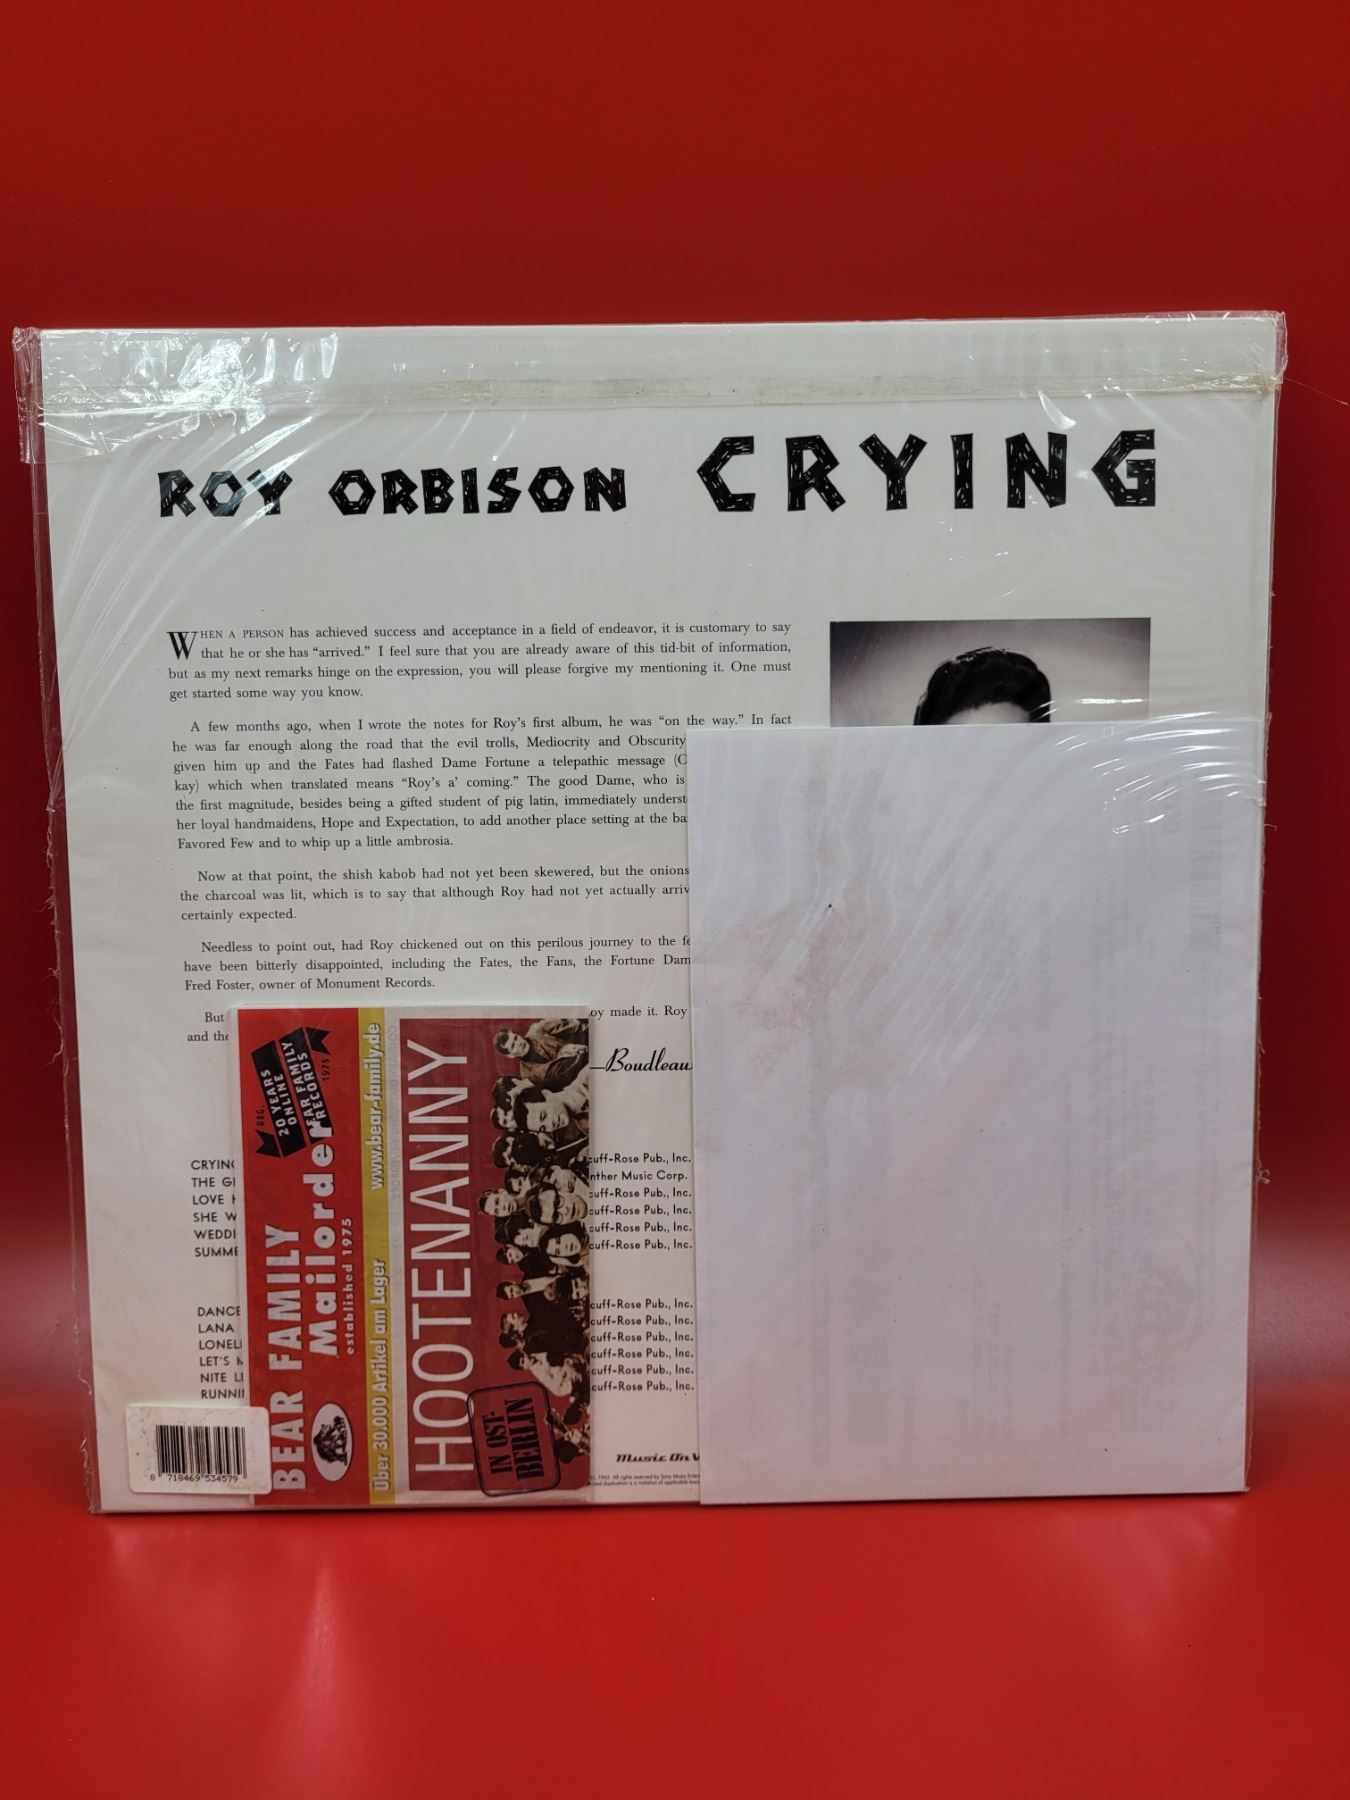 ROY ORBISON CRYING
WHEN A PERSON has achieved success and acceptance in a field of endeavor, it is customary to say
that he or she has “arrived.” I feel sure that you are already aware of this tid-bit of information,
but as my next remarks hinge on the expression, you will please forgive my mentioning it. One must
get started some way you know.
A few months ago, when I wrote the notes for Roy’s first album, he was “on the way.” In fact
he was far enough along the road that the evil trolls, Mediocrity and Obscurity
given him up and the Fates had flashed Dame Fortune a telepathic message (
kay) which when translated means “Roy’s a’ coming.” The good Dame, who is
the first magnitude, besides being a gifted student of pig latin, immediately underst
her loyal handmaidens, Hope and Expectation, to add another place setting at the ba
Favored Few and to whip up a little ambrosia.
Now at that point, the shish kabob had not yet been skewered, but the onions
the charcoal was lit, which is to say that although Roy had not yet actually arriv
certainly expected.
Needless to point out, had Roy chickened out on this perilous journey to the fe
have been bitterly disappointed, including the Fates, the Fans, the Fortune Dam
Fred Foster, owner of Monument Records.
But oy made it. Roy
and the
—Boudleau
CRYING cuff-Rose Pub., Inc.
THE G nther Music Corp.
LOVE H cuff-Rose Pub., Inc.
SHE W cuff-Rose Pub., Inc.
WEDDI cuff-Rose Pub., Inc.
SUMME cuff-Rose Pub., Inc.
DANCE cuff-Rose Pub., Inc.
LANA cuff-Rose Pub., Inc.
LONEL cuff-Rose Pub., Inc.
LET'S cuff-Rose Pub., Inc.
NITE LI cuff-Rose Pub., Inc.
RUNNI cuff-Rose Pub., Inc.
Music On V
8 718469 534579
REG. 1975
20 YEARS
ONLINE
BEAR FAMILY
RECORDS
BEAR FAMILY
Mailorder
established 1975
Über 30.000 Artikel am Lager www.bear-family.de
HOOTENANNY
IN OST-
BERLIN